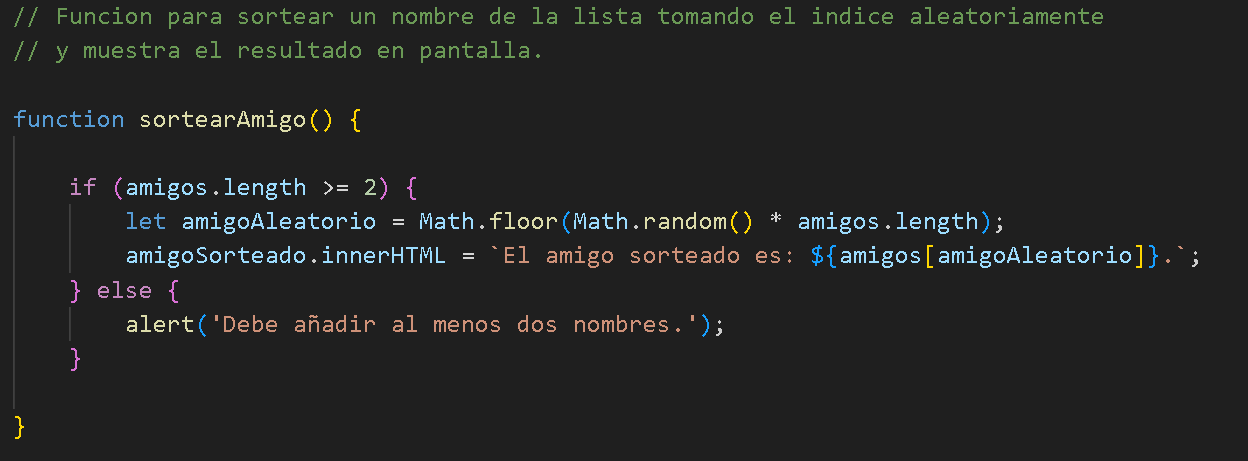 // Funcion para sortear un nombre de la lista tomando el indice aleatoriamente
// y muestra el resultado en pantalla.
function sortearAmigo() {
if (amigos.length >= 2) {
let amigoAleatorio = Math.floor(Math.random() * amigos.length);
amigoSorteado.innerHTML = `El amigo sorteado es: ${amigos[amigoAleatorio]}.`;
} else {
alert('Debe añadir al menos dos nombres.');
}
}